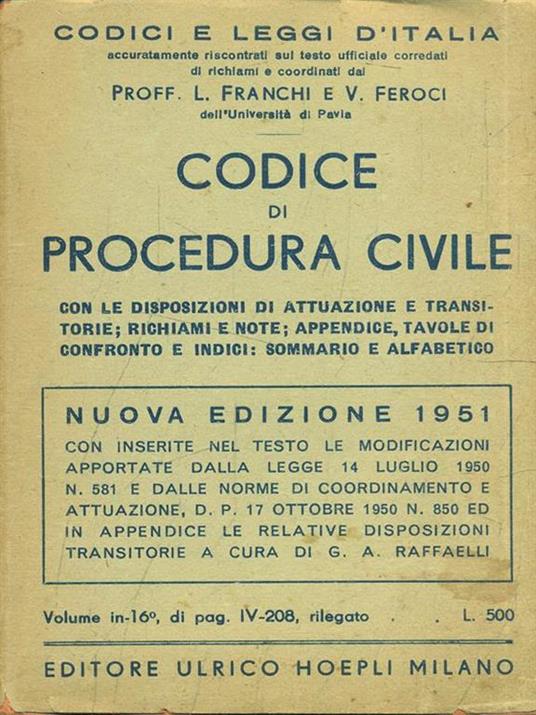 CODICI E LEGGI D'ITALIA
accuratamente riscontrati sul testo ufficiale corredati
di richiami e coordinati dai
PROFF. L. FRANCHI E V. FEROCI
dell'Università di Pavia
CODICE
DI
PROCEDURA CIVILE
CON LE DISPOSIZIONI DI ATTUAZIONE E TRANSI-
TORIE; RICHIAMI E NOTE; APPENDICE, TAVOLE DI
CONFRONTO E INDICI: SOMMARIO E ALFABETICO
NUOVA EDIZIONE 1951
CON INSERITE NEL TESTO LE MODIFICAZIONI
APPORTATE DALLA LEGGE 14 LUGLIO 1950
N. 581 E DALLE NORME DI COORDINAMENTO E
ATTUAZIONE, D. P. 17 OTTOBRE 1950 N. 850 ED
IN APPENDICE LE RELATIVE DISPOSIZIONI
TRANSITORIE A CURA DI G. A. RAFFAELLI
Volume in-16º, di pag. IV-208, rilegato . . L. 500
EDITORE ULRICO HOEPLI MILANO